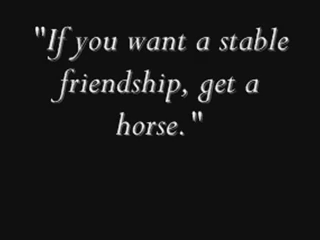 "If you want a stable
friendship, get a
horse."